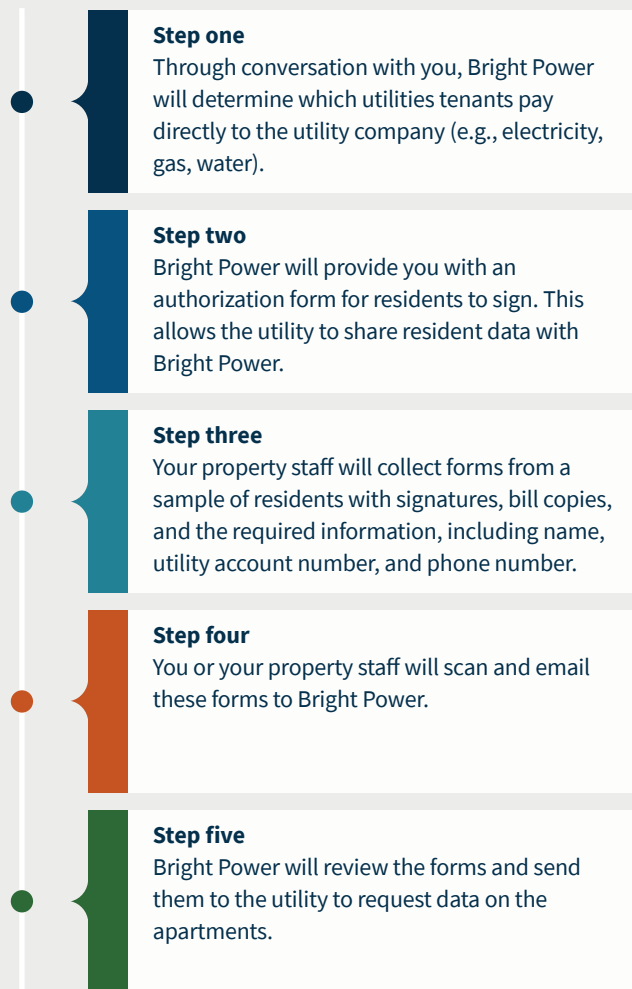 Step one
Through conversation with you, Bright Power
will determine which utilities tenants pay
directly to the utility company (e.g., electricity,
gas, water).
Step two
Bright Power will provide you with an
authorization form for residents to sign. This
allows the utility to share resident data with
Bright Power.
Step three
Your property staff will collect forms from a
sample of residents with signatures, bill copies,
and the required information, including name,
utility account number, and phone number.
Step four
You or your property staff will scan and email
these forms to Bright Power.
Step five
Bright Power will review the forms and send
them to the utility to request data on the
apartments.